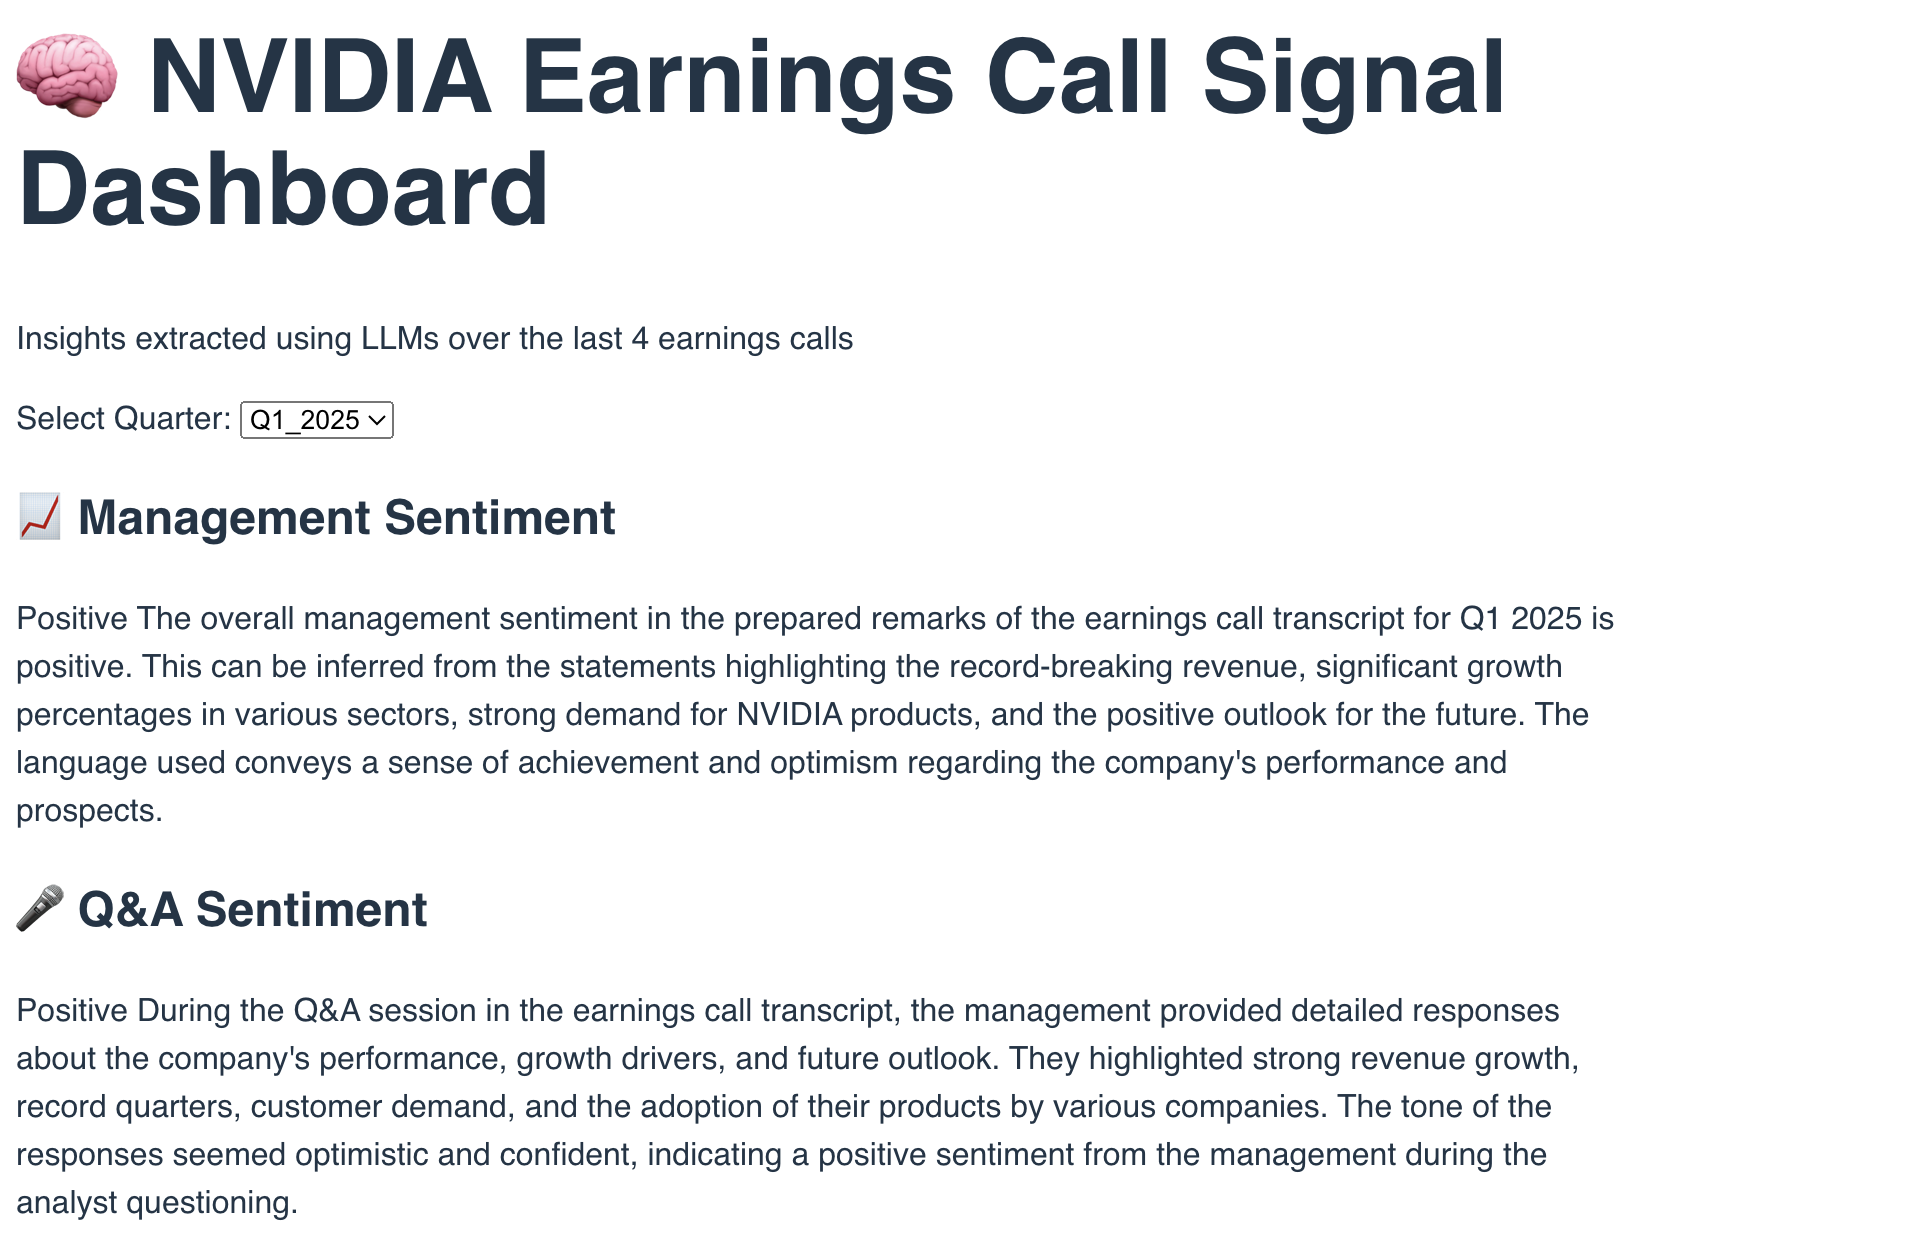 🧠 NVIDIA Earnings Call Signal
Dashboard
Insights extracted using LLMs over the last 4 earnings calls
Select Quarter: Q1_2025
📈 Management Sentiment
Positive The overall management sentiment in the prepared remarks of the earnings call transcript for Q1 2025 is
positive. This can be inferred from the statements highlighting the record-breaking revenue, significant growth
percentages in various sectors, strong demand for NVIDIA products, and the positive outlook for the future. The
language used conveys a sense of achievement and optimism regarding the company's performance and
prospects.
🎤 Q&A Sentiment
Positive During the Q&A session in the earnings call transcript, the management provided detailed responses
about the company's performance, growth drivers, and future outlook. They highlighted strong revenue growth,
record quarters, customer demand, and the adoption of their products by various companies. The tone of the
responses seemed optimistic and confident, indicating a positive sentiment from the management during the
analyst questioning.